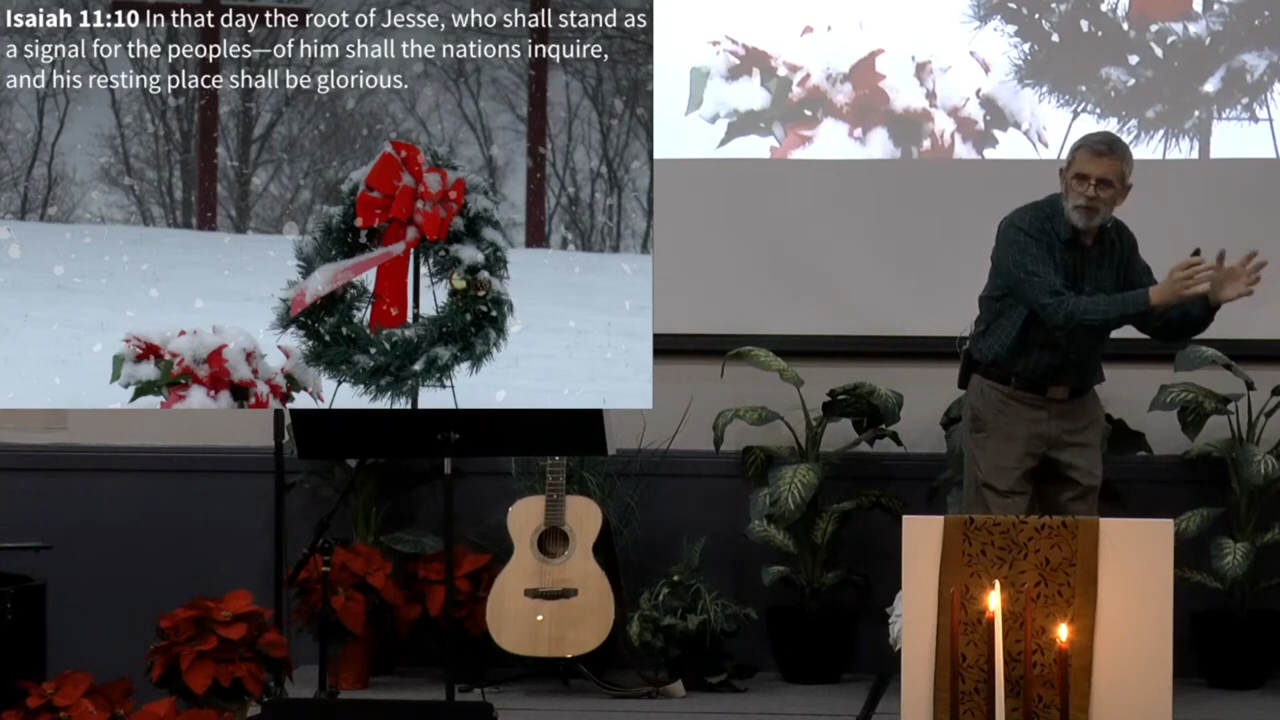 Isaiah 11:10 In that day the root of Jesse, who shall stand as
a signal for the peoples—of him shall the nations inquire,
and his resting place shall be glorious.